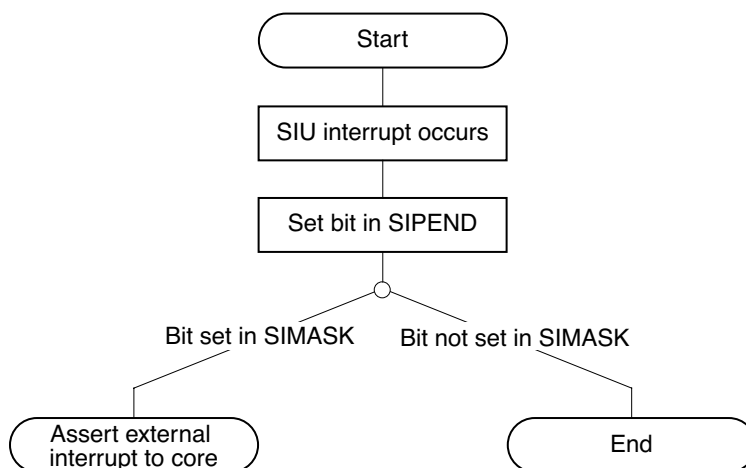 Start
SIU interrupt occurs
Set bit in SIPEND
Bit set in SIMASK
Bit not set in SIMASK
Assert external
interrupt to core
End